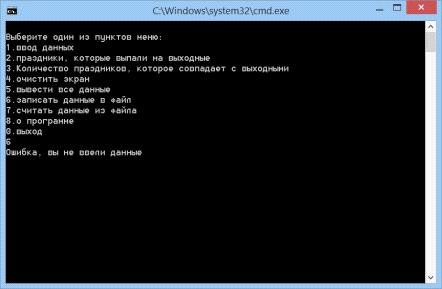 C:\Windows\system32\cmd.exe
Выберите один из пунктов меню:
1.ввод данных
2.праздники, которые выпали на выходные
3.Количество праздников, которое совпадает с выходными
4.очистить экран
5.вывести все данные
6.записать данные в файл
7.считать данные из файла
8.о программе
0.выход
6
Ошибка, вы не ввели данные